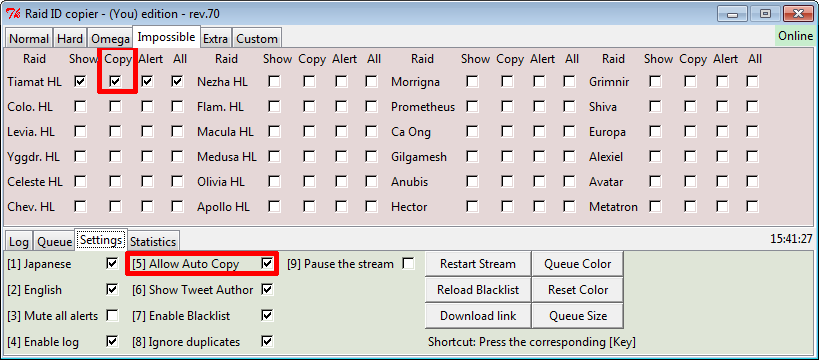 Raid ID copier - (You) edition - rev.70
Normal Hard Omega Impossible Extra Custom Online
Raid Show Copy Alert All Raid Show Copy Alert All Raid Show Copy Alert All Raid Show Copy Alert All
Tiamat HL Nezha HL Morrigna Grimnir
Colo. HL Flam. HL Prometheus Shiva
Levia. HL Macula HL Ca Ong Europa
Yggdr. HL Medusa HL Gilgamesh Alexiel
Celeste HL Olivia HL Anubis Avatar
Chev. HL Apollo HL Hector Metatron
Log Queue Settings Statistics 15:41:27
[1] Japanese [5] Allow Auto Copy [9] Pause the stream Restart Stream Queue Color
[2] English [6] Show Tweet Author Reload Blacklist Reset Color
[3] Mute all alerts [7] Enable Blacklist Download link Queue Size
[4] Enable log [8] Ignore duplicates Shortcut: Press the corresponding [Key]